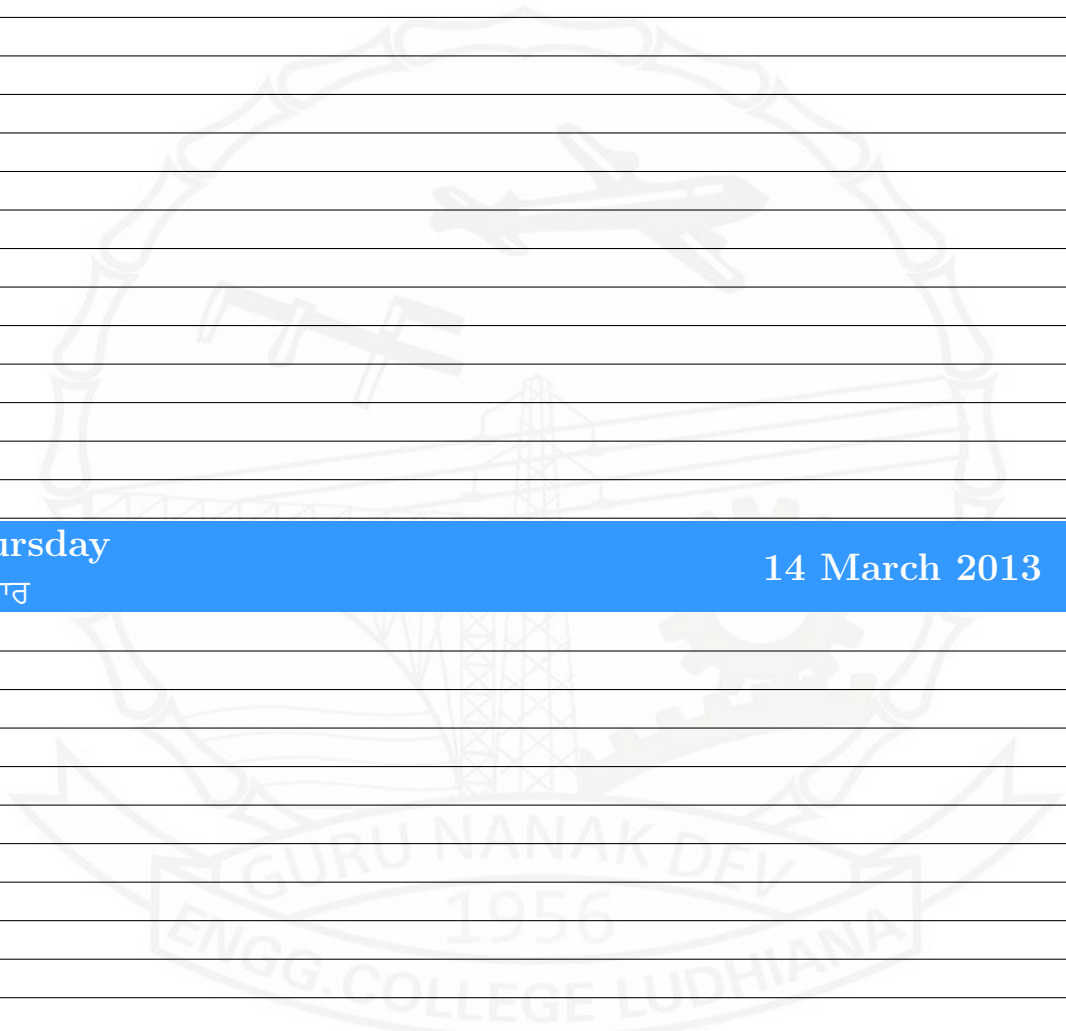 ursday
ਾਰ
14 March 2013
GURU NANAK DEV
1956
ENGG.COLLEGE LUDHIANA